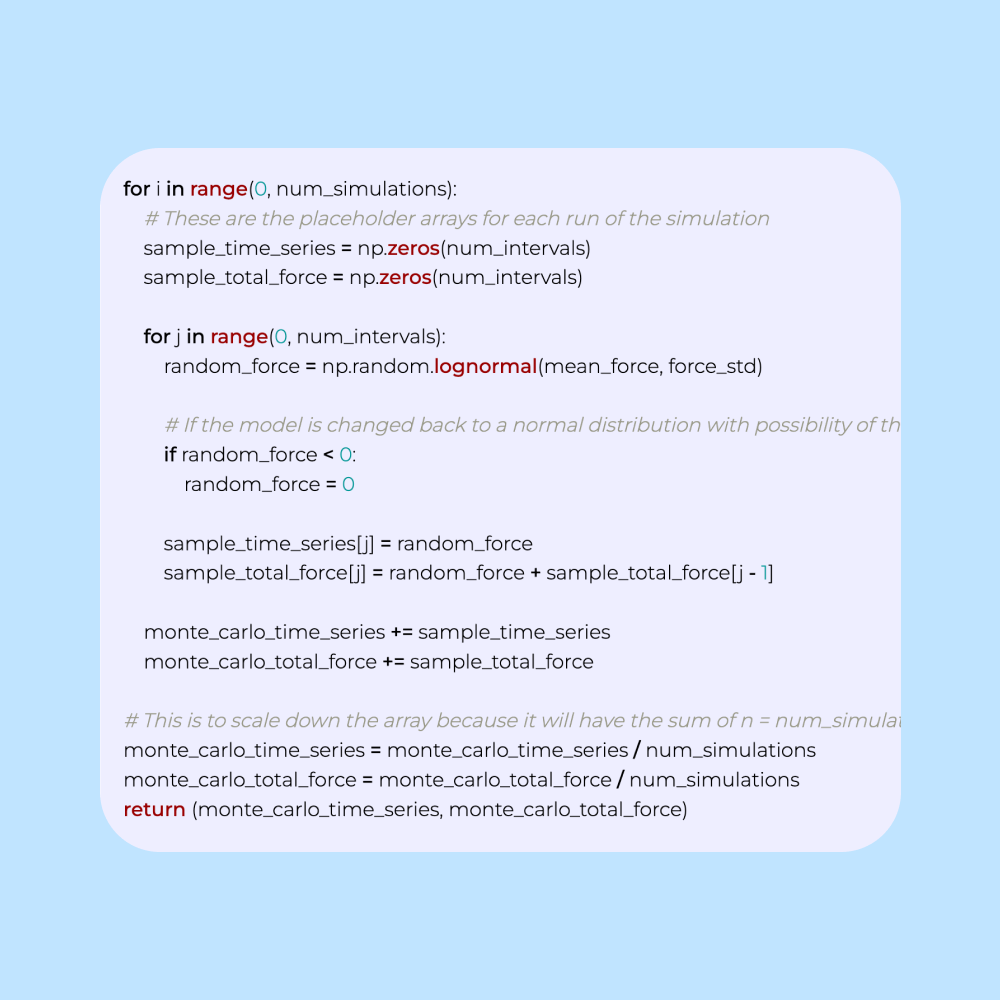 for i in range(0, num_simulations):
# These are the placeholder arrays for each run of the simulation
sample_time_series = np.zeros(num_intervals)
sample_total_force = np.zeros(num_intervals)
for j in range(0, num_intervals):
random_force = np.random.lognormal(mean_force, force_std)
# If the model is changed back to a normal distribution with possibility of
if random_force < 0:
random_force = 0
sample_time_series[j] = random_force
sample_total_force[j] = random_force + sample_total_force[j - 1]
monte_carlo_time_series += sample_time_series
monte_carlo_total_force += sample_total_force
# This is to scale down the array because it will have the sum of n =
monte_carlo_time_series = monte_carlo_time_series / num_simulations
monte_carlo_total_force = monte_carlo_total_force / num_simulations
return (monte_carlo_time_series, monte_carlo_total_force)